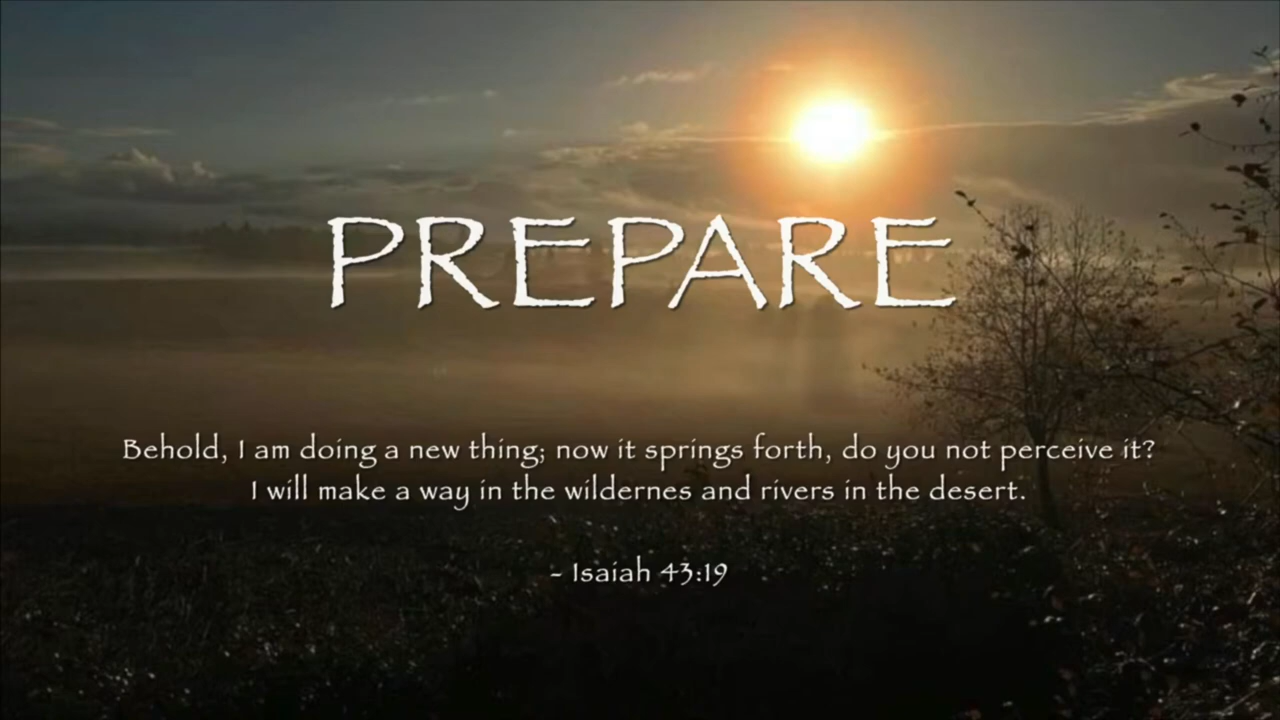 PREPARE
Behold, I am doing a new thing; now it springs forth, do you not perceive it?
I will make a way in the wildernes and rivers in the desert.
- Isaiah 43:19